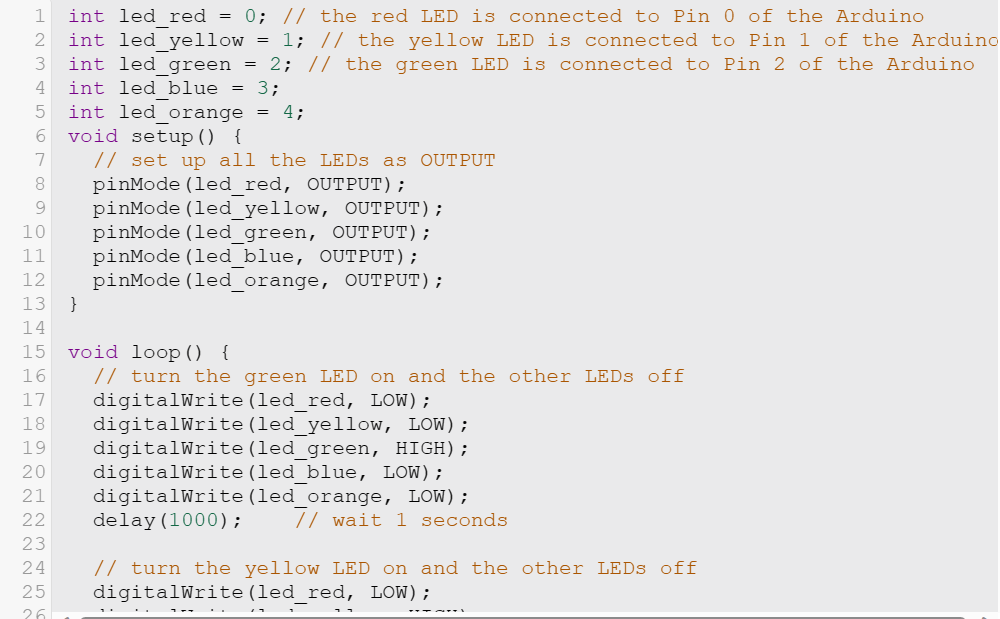 1 int led_red = 0; // the red LED is connected to Pin 0 of the Arduino
2 int led_yellow = 1; // the yellow LED is connected to Pin 1 of the Arduino
3 int led_green = 2; // the green LED is connected to Pin 2 of the Arduino
4 int led_blue = 3;
5 int led_orange = 4;
6 void setup() {
7   // set up all the LEDs as OUTPUT
8   pinMode(led_red, OUTPUT);
9   pinMode(led_yellow, OUTPUT);
10   pinMode(led_green, OUTPUT);
11   pinMode(led_blue, OUTPUT);
12   pinMode(led_orange, OUTPUT);
13 }
14
15 void loop() {
16   // turn the green LED on and the other LEDs off
17   digitalWrite(led_red, LOW);
18   digitalWrite(led_yellow, LOW);
19   digitalWrite(led_green, HIGH);
20   digitalWrite(led_blue, LOW);
21   digitalWrite(led_orange, LOW);
22   delay(1000);    // wait 1 seconds
23
24   // turn the yellow LED on and the other LEDs off
25   digitalWrite(led_red, LOW);
26